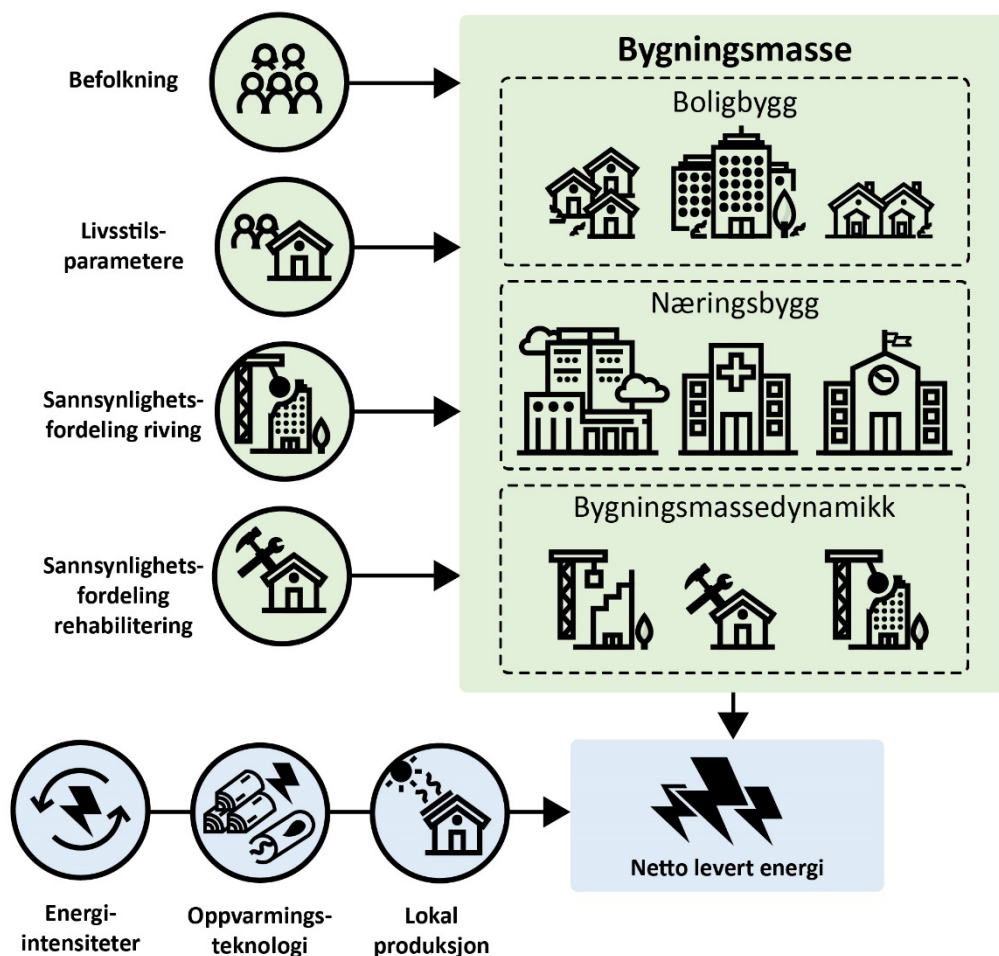 Bygningsmasse
Befolkning
Boligbygg
Livsstils-
parametere
Næringsbygg
Sannsynlighets-
fordeling riving
Bygningsmassedynamikk
Sannsynlighets-
fordeling
rehabilitering
Netto levert energi
Energi-
intensiteter
Oppvarmings-
teknologi
Lokal
produksjon